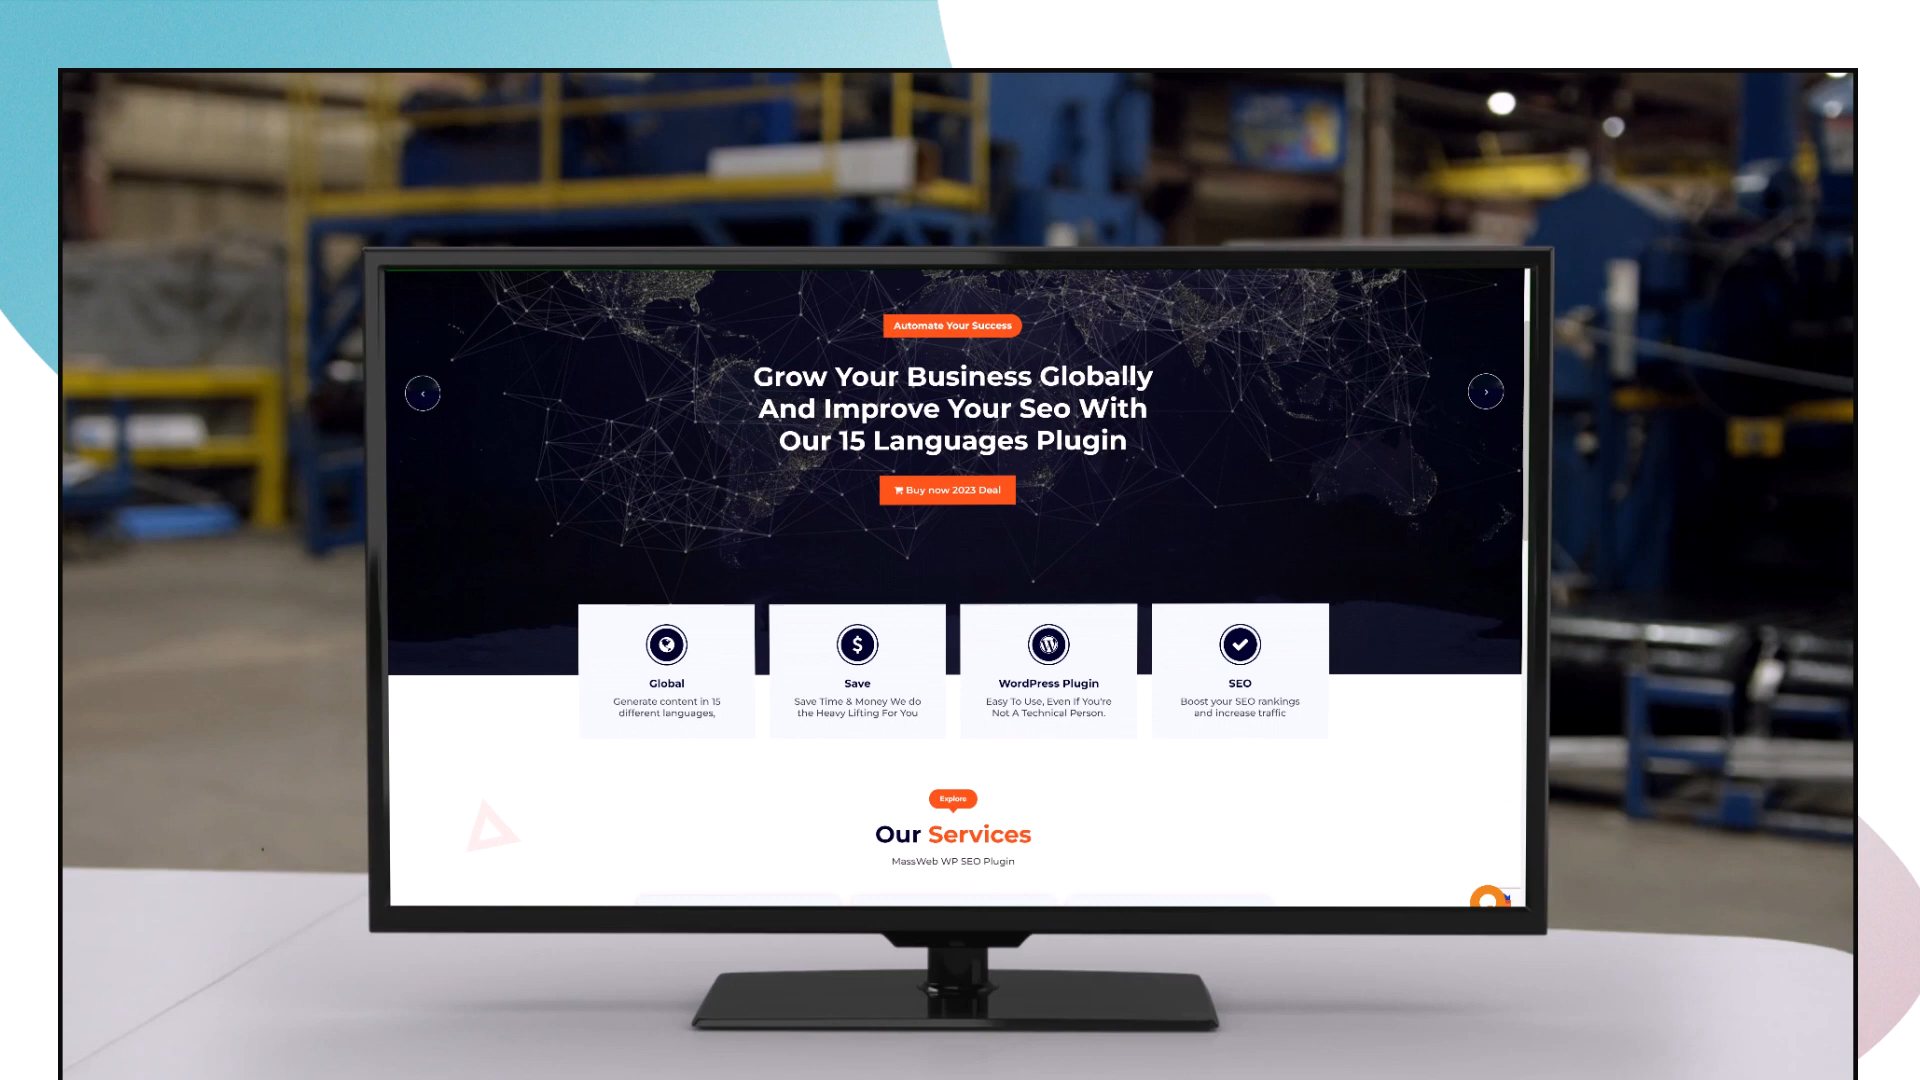 Automate Your Success
Grow Your Business Globally
And Improve Your Seo With
Our 15 Languages Plugin
Buy now 2023 Deal
Global
Generate content in 15
different languages,
Save
Save Time & Money We do
the Heavy Lifting For You
WordPress Plugin
Easy To Use, Even If You're
Not A Technical Person.
SEO
Boost your SEO rankings
and increase traffic
Explore
Our Services
MassWeb WP SEO Plugin